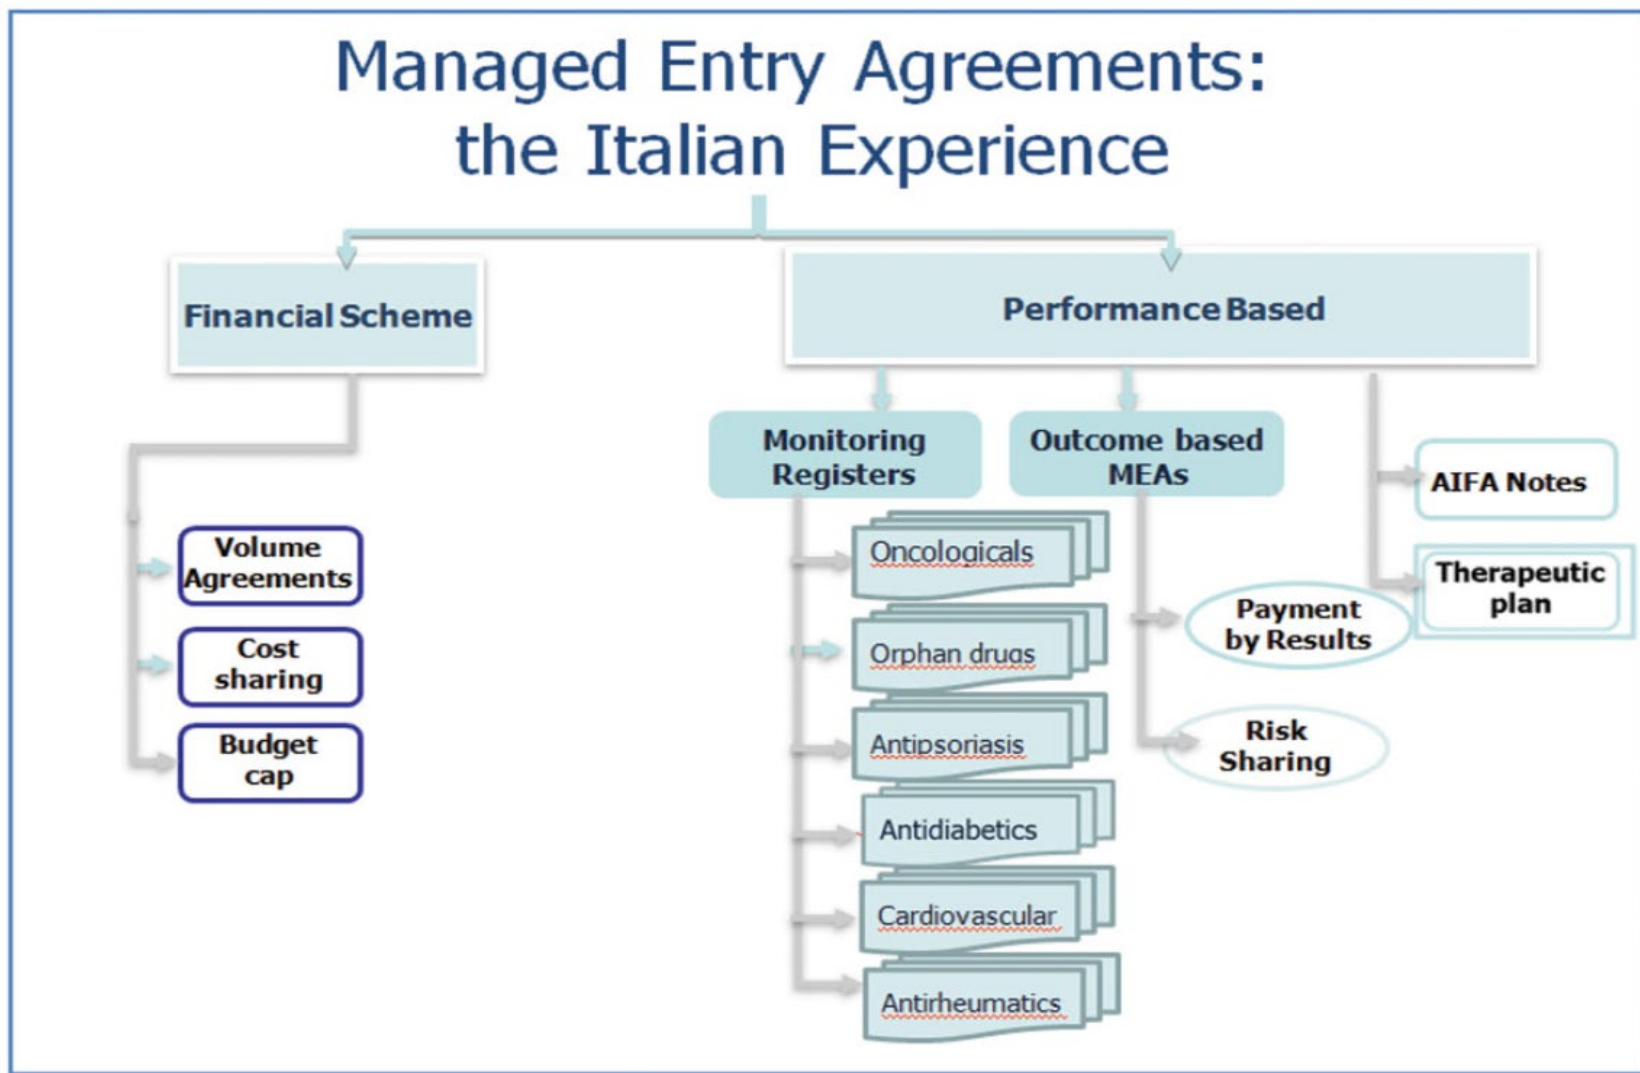 Managed Entry Agreements:
the Italian Experience
Financial Scheme
Performance Based
Monitoring
Registers
Outcome based
MEAs
AIFA Notes
Therapeutic
plan
Volume
Agreements
Cost
sharing
Budget
cap
Oncologicals
Orphan drugs
Antipsoriasis
Antidiabetics
Cardiovascular
Antirheumatics
Payment
by Results
Risk
Sharing